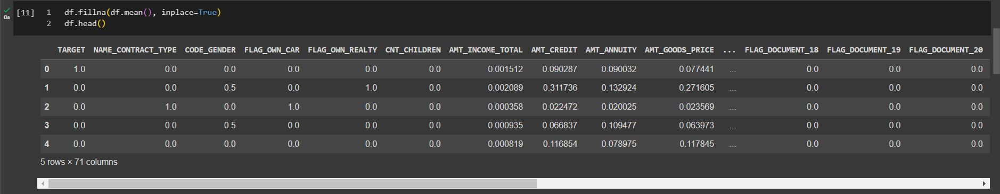 [11] 1 df.fillna(df.mean(), inplace=True)
0s 2 df.head()
TARGET NAME_CONTRACT_TYPE CODE_GENDER FLAG_OWN_CAR FLAG_OWN_REALTY CNT_CHILDREN AMT_INCOME_TOTAL AMT_CREDIT AMT_ANNUITY AMT_GOODS_PRICE ... FLAG_DOCUMENT_18 FLAG_DOCUMENT_19 FLAG_DOCUMENT_20
0 1.0 0.0 0.0 0.0 0.0 0.0 0.001512 0.090287 0.090032 0.077441 ... 0.0 0.0 0.0
1 0.0 0.0 0.5 0.0 1.0 0.0 0.002089 0.311736 0.132924 0.271605 ... 0.0 0.0 0.0
2 0.0 1.0 0.0 1.0 0.0 0.0 0.000358 0.022472 0.020025 0.023569 ... 0.0 0.0 0.0
3 0.0 0.0 0.5 0.0 0.0 0.0 0.000935 0.066837 0.109477 0.063973 ... 0.0 0.0 0.0
4 0.0 0.0 0.0 0.0 0.0 0.0 0.000819 0.116854 0.078975 0.117845 ... 0.0 0.0 0.0
5 rows × 71 columns